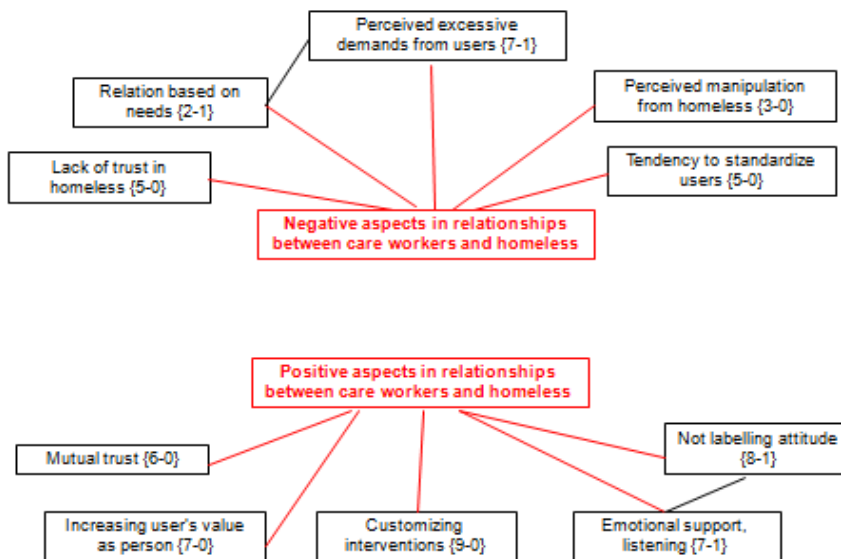 Perceived excessive
demands from users {7-1}
Relation based on
needs {2-1}
Perceived manipulation
from homeless {3-0}
Lack of trust in
homeless {5-0}
Tendency to standardize
users {5-0}
Negative aspects in relationships
between care workers and homeless
Positive aspects in relationships
between care workers and homeless
Mutual trust {6-0}
Not labelling attitude
{8-1}
Increasing user's value
as person {7-0}
Customizing
interventions {9-0}
Emotional support,
listening {7-1}